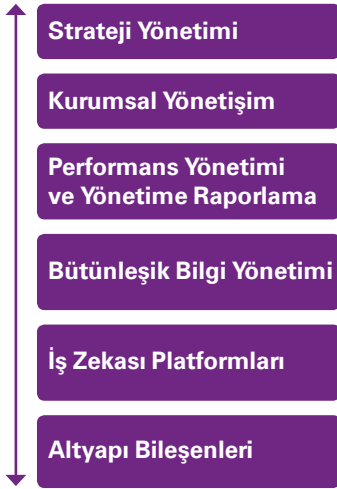 Strateji Yönetimi
Kurumsal Yönetişim
Performans Yönetimi
ve Yönetime Raporlama
Bütünleşik Bilgi Yönetimi
İş Zekası Platformları
Altyapı Bileşenleri